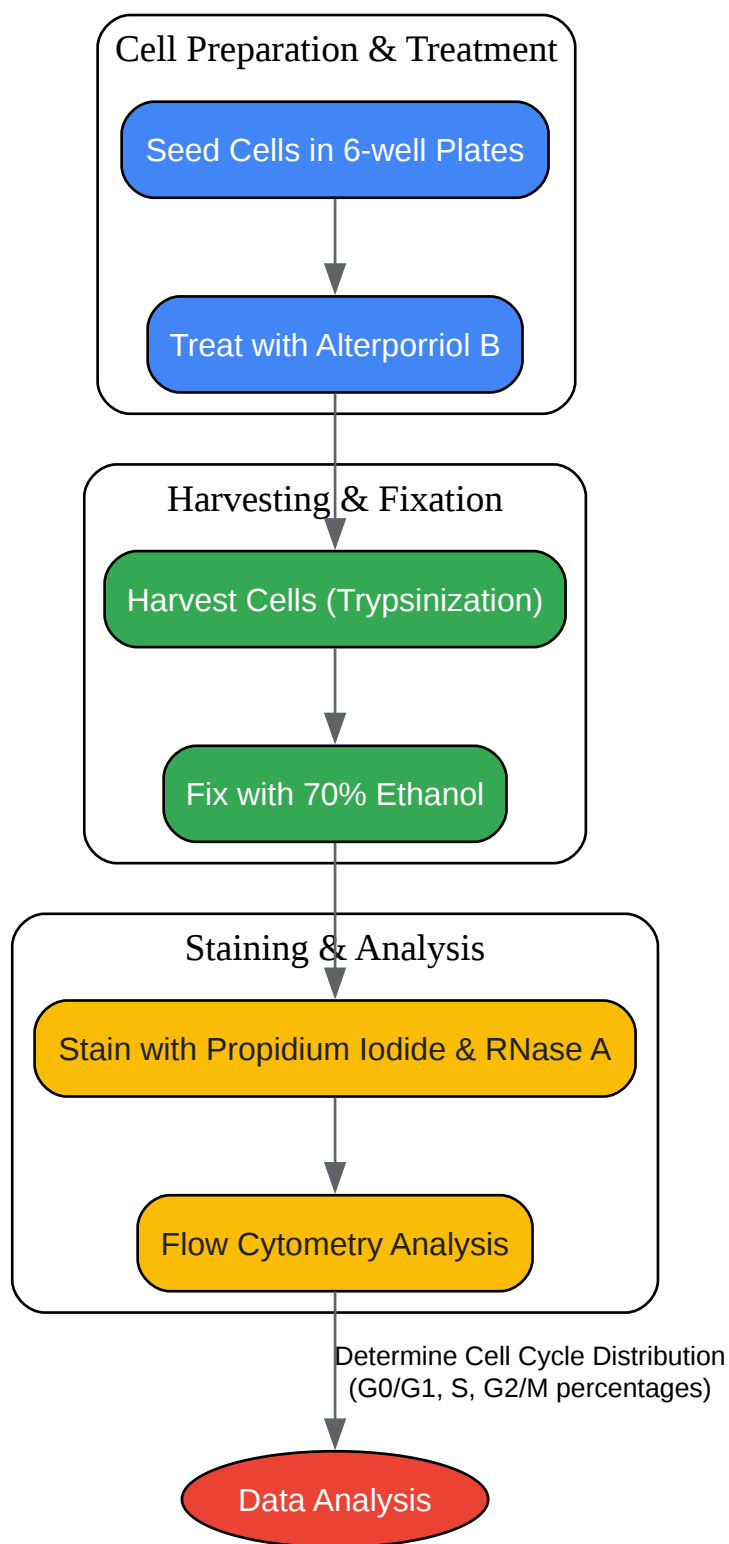 Cell Preparation & Treatment
Seed Cells in 6-well Plates
Treat with Alterporriol B
Harvesting & Fixation
Harvest Cells (Trypsinization)
Fix with 70% Ethanol
Staining & Analysis
Stain with Propidium Iodide & RNase A
Flow Cytometry Analysis
Determine Cell Cycle Distribution
(G0/G1, S, G2/M percentages)
Data Analysis